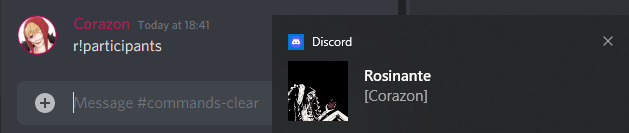 Corazon Today at 18:41
r!participants
Message #commands-clear
Discord
Rosinante
[Corazon]